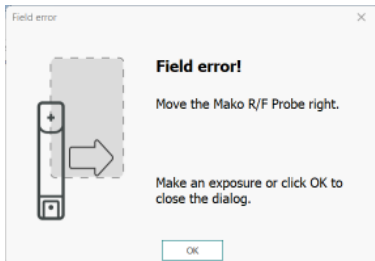 Field error
Field error!
Move the Mako R/F Probe right.
Make an exposure or click OK to
close the dialog.
OK